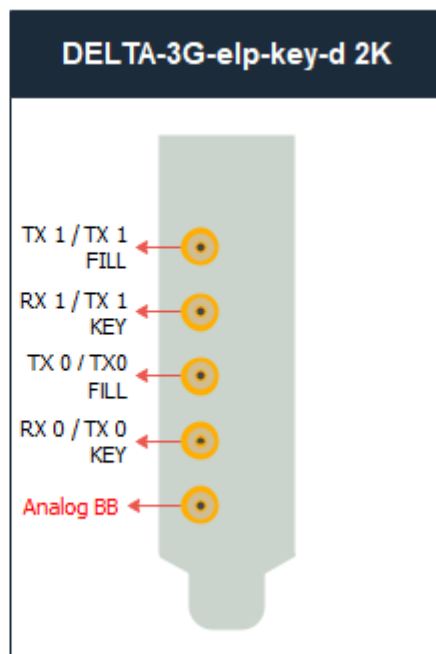 DELTA-3G-elp-key-d 2K
TX 1 / TX 1
FILL
RX 1 / TX 1
KEY
TX 0 / TX0
FILL
RX 0 / TX 0
KEY
Analog BB